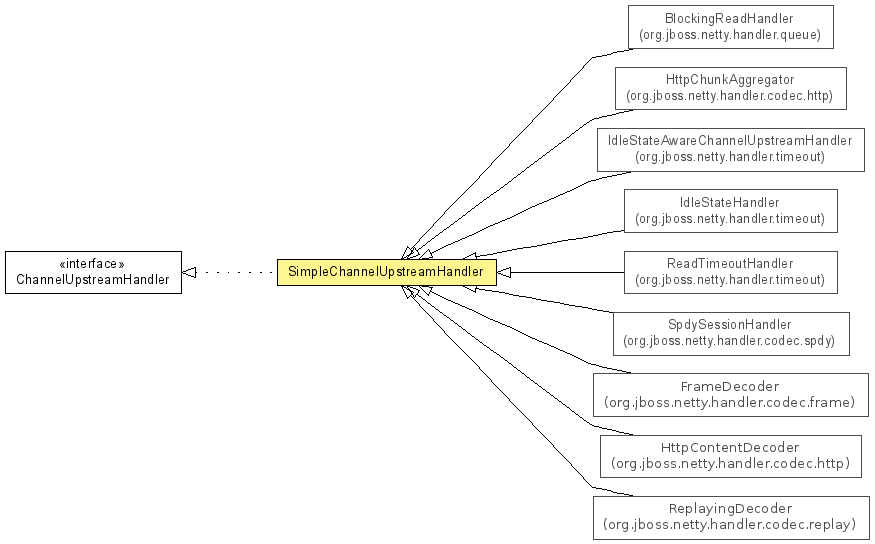 BlockingReadHandler
(org.jboss.netty.handler.queue)
HttpChunkAggregator
(org.jboss.netty.handler.codec.http)
IdleStateAwareChannelUpstreamHandler
(org.jboss.netty.handler.timeout)
IdleStateHandler
(org.jboss.netty.handler.timeout)
«interface»
ChannelUpstreamHandler
SimpleChannelUpstreamHandler
ReadTimeoutHandler
(org.jboss.netty.handler.timeout)
SpdySessionHandler
(org.jboss.netty.handler.codec.spdy)
FrameDecoder
(org.jboss.netty.handler.codec.frame)
HttpContentDecoder
(org.jboss.netty.handler.codec.http)
ReplayingDecoder
(org.jboss.netty.handler.codec.replay)